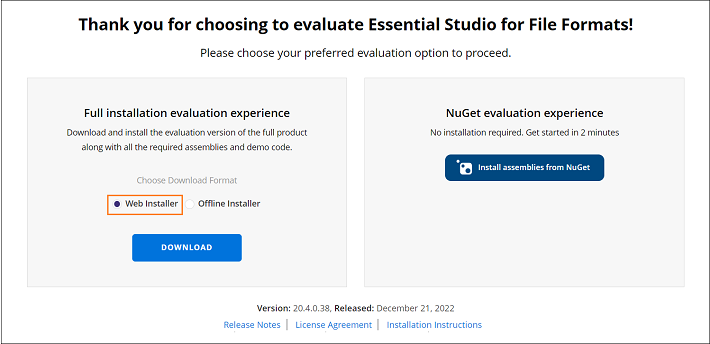 Thank you for choosing to evaluate Essential Studio for File Formats!
Please choose your preferred evaluation option to proceed.
Full installation evaluation experience
Download and install the evaluation version of the full product
along with all the required assemblies and demo code.
Choose Download Format
Web Installer Offline Installer
DOWNLOAD
NuGet evaluation experience
No installation required. Get started in 2 minutes
Install assemblies from NuGet
Version: 20.4.0.38, Released: December 21, 2022
Release Notes | License Agreement | Installation Instructions